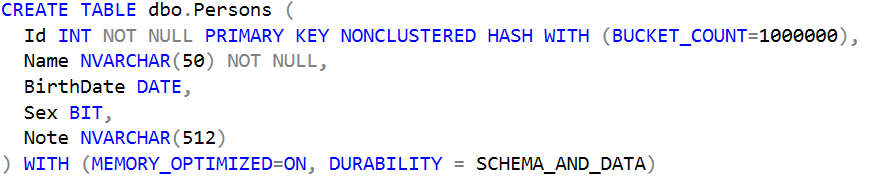 CREATE TABLE dbo.Persons (
  Id INT NOT NULL PRIMARY KEY NONCLUSTERED HASH WITH (BUCKET_COUNT=1000000),
  Name NVARCHAR(50) NOT NULL,
  BirthDate DATE,
  Sex BIT,
  Note NVARCHAR(512)
) WITH (MEMORY_OPTIMIZED=ON, DURABILITY = SCHEMA_AND_DATA)